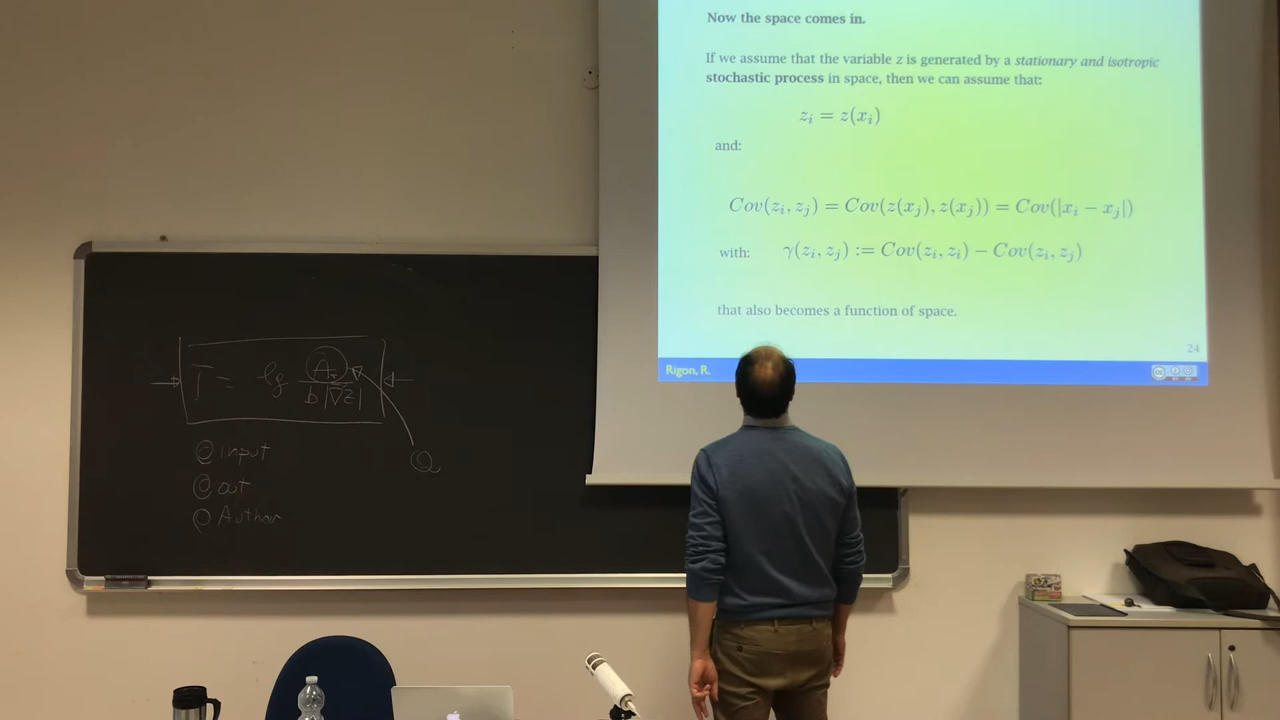 Now the space comes in.
If we assume that the variable z is generated by a stationary and isotropic
stochastic process in space, then we can assume that:
z_i = z(x_i)
and:
Cov(z_i, z_j) = Cov(z(x_j), z(x_j)) = Cov(|x_i − x_j|)
with: γ(z_i, z_j) := Cov(z_i, z_i) − Cov(z_i, z_j)
that also becomes a function of space.
24
Rigon, R.
T = lg A_T / b |∇z|
Q
@ input
@ out
@ Author